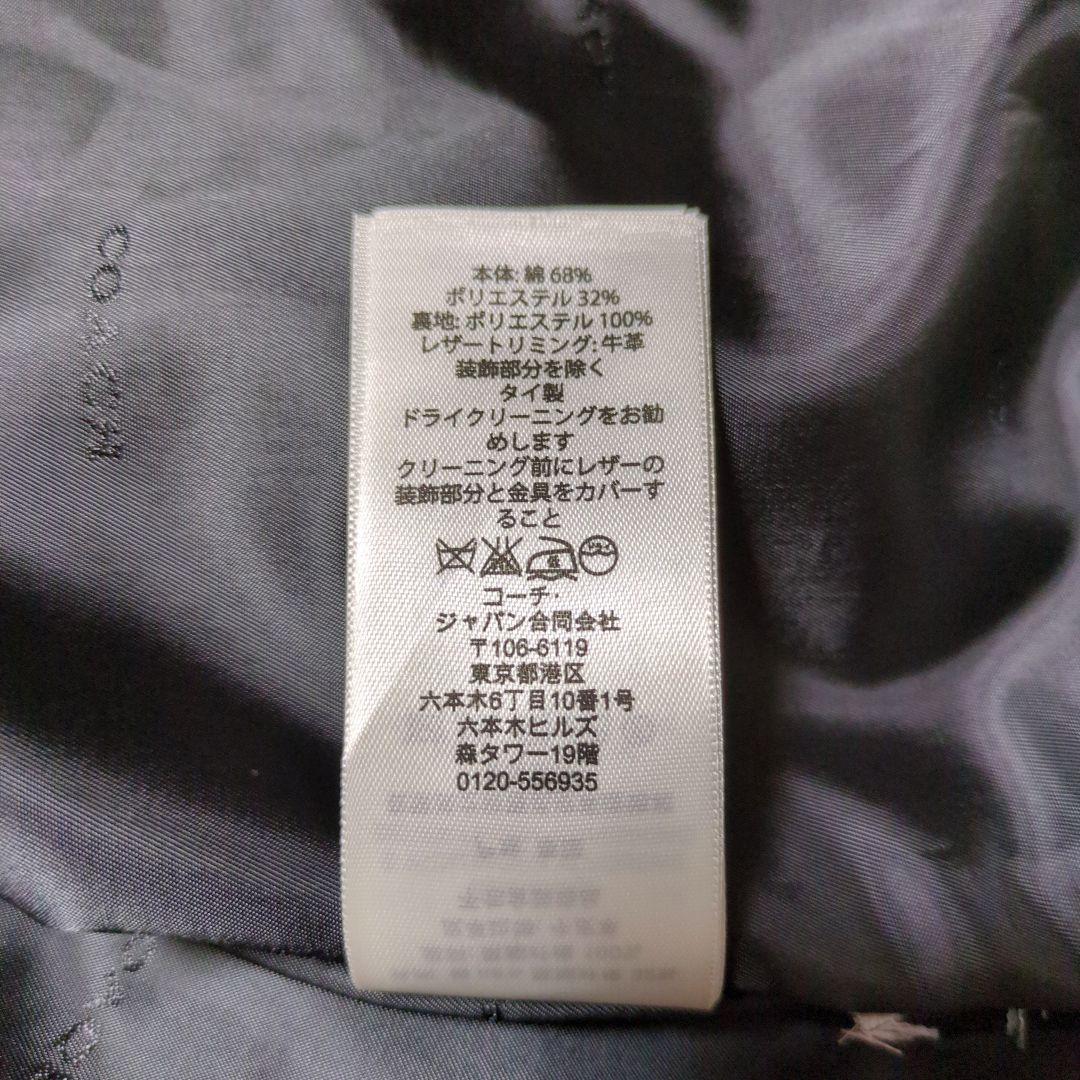 本体: 綿 68%
ポリエステル 32%
裏地: ポリエステル 100%
レザートリミング: 牛革
装飾部分を除く
タイ製
ドライクリーニングをお勧
めします
クリーニング前にレザーの
装飾部分と金具をカバーす
ること
コーチ・
ジャパン合同会社
〒106-6119
東京都港区
六本木6丁目10番1号
六本木ヒルズ
森タワー19階
0120-556935
COACH